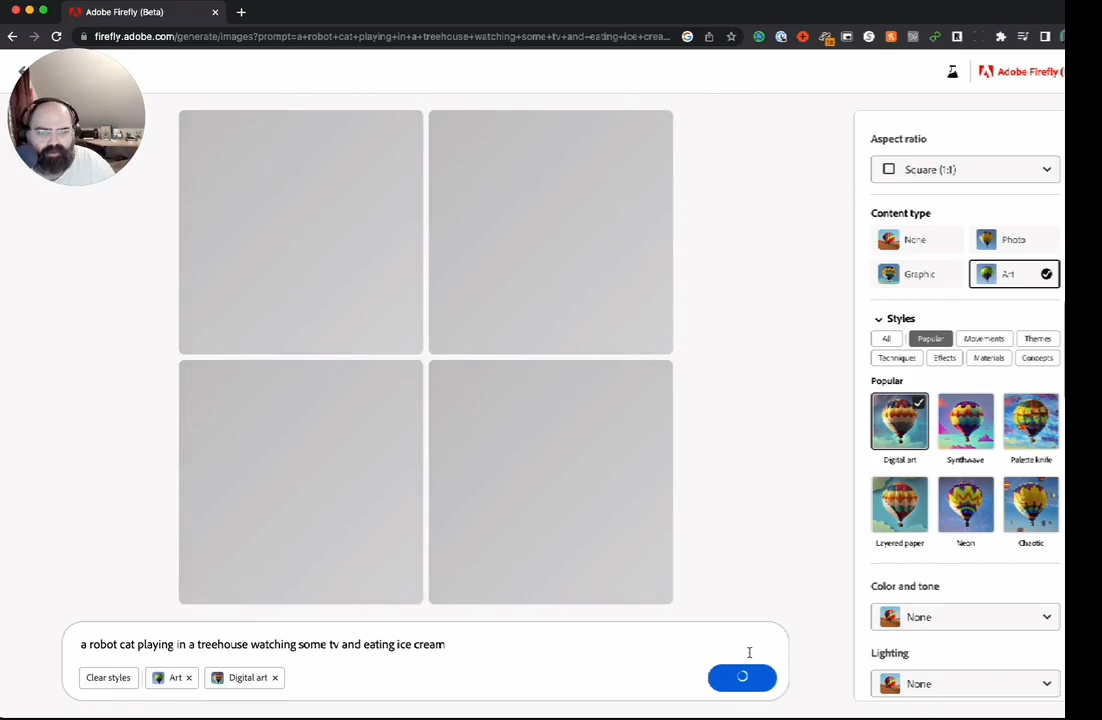 Adobe Firefly (Beta)
firefly.adobe.com/generate/images?prompt=a+robot+cat+playing+in+a+treehouse+watching+some+tv+and+eating+ice+crea...
Adobe Firefly (
Aspect ratio
Square (1:1)
Content type
None
Photo
Graphic
Art
Styles
All
Popular
Movements
Themes
Techniques
Effects
Materials
Concepts
Popular
Digital art
Synthwave
Palette knife
Layered paper
Neon
Chaotic
Color and tone
None
Lighting
None
a robot cat playing in a treehouse watching some tv and eating ice cream
Clear styles
Art
Digital art